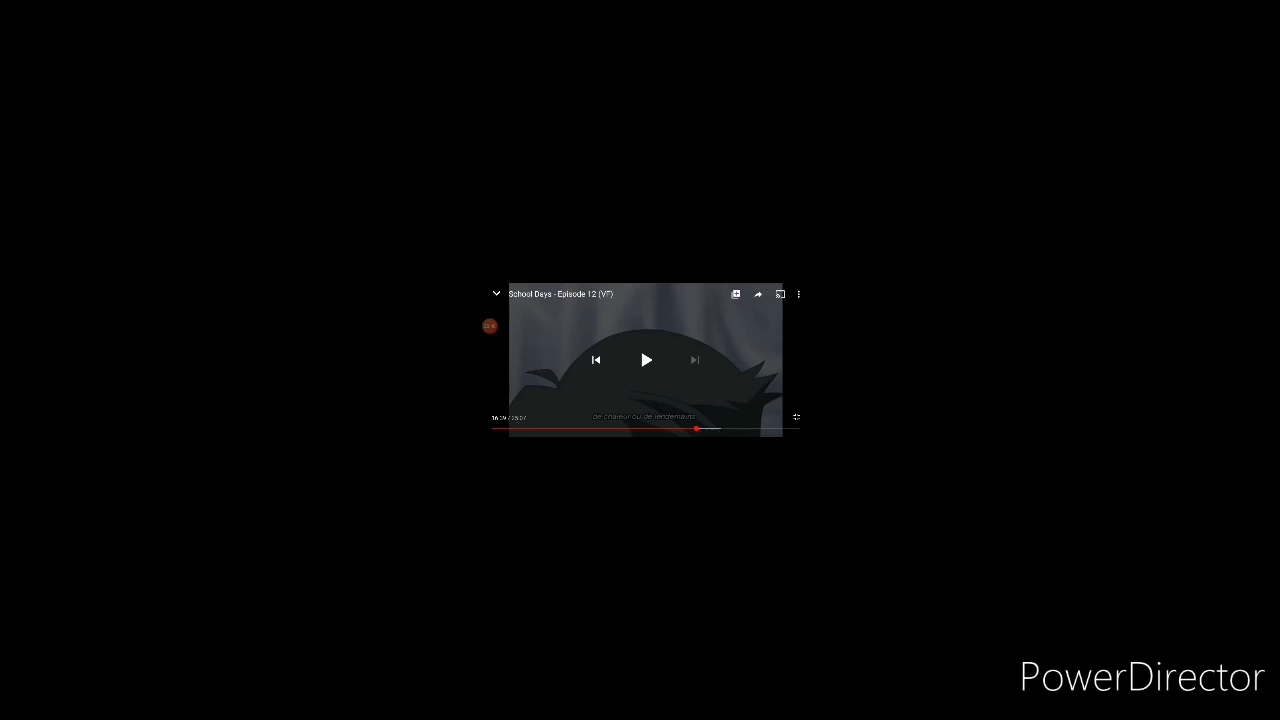 School Days - Episode 12 (VF)
de chaleur ou de lendemains
PowerDirector